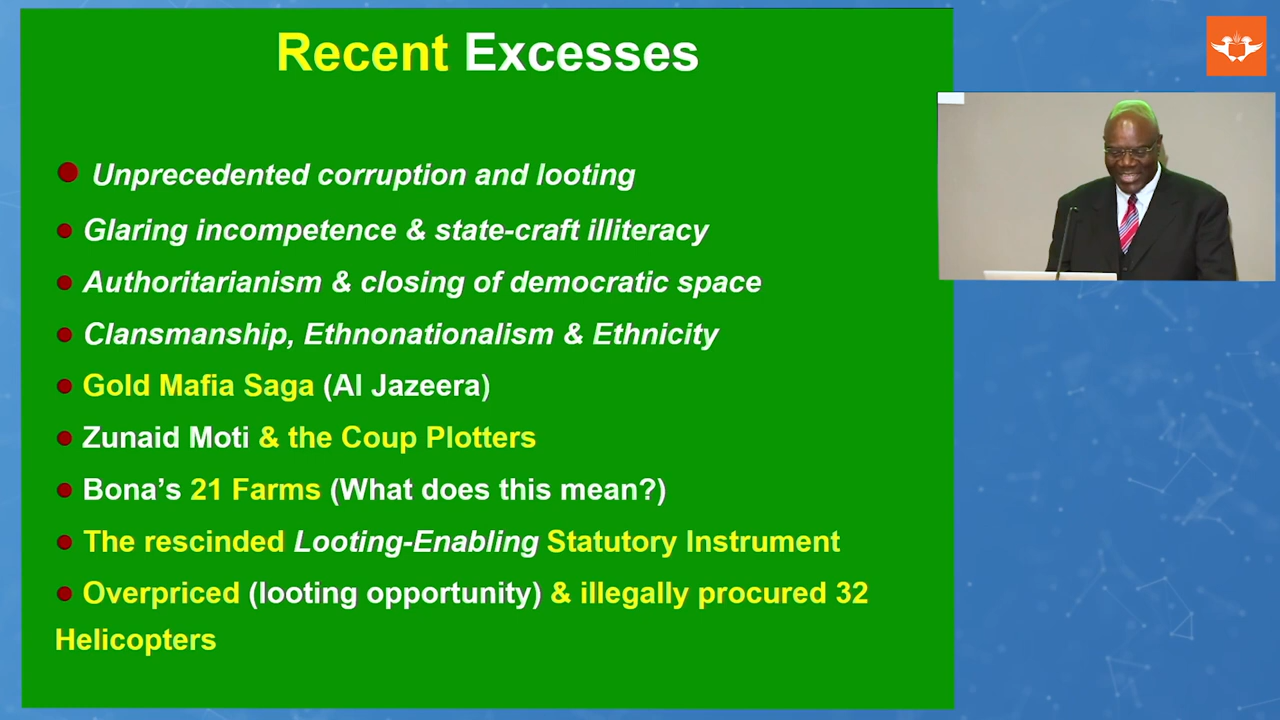 Recent Excesses
Unprecedented corruption and looting
Glaring incompetence & state-craft illiteracy
Authoritarianism & closing of democratic space
Clansmanship, Ethnonationalism & Ethnicity
Gold Mafia Saga (Al Jazeera)
Zunaid Moti & the Coup Plotters
Bona’s 21 Farms (What does this mean?)
The rescinded Looting-Enabling Statutory Instrument
Overpriced (looting opportunity) & illegally procured 32
Helicopters